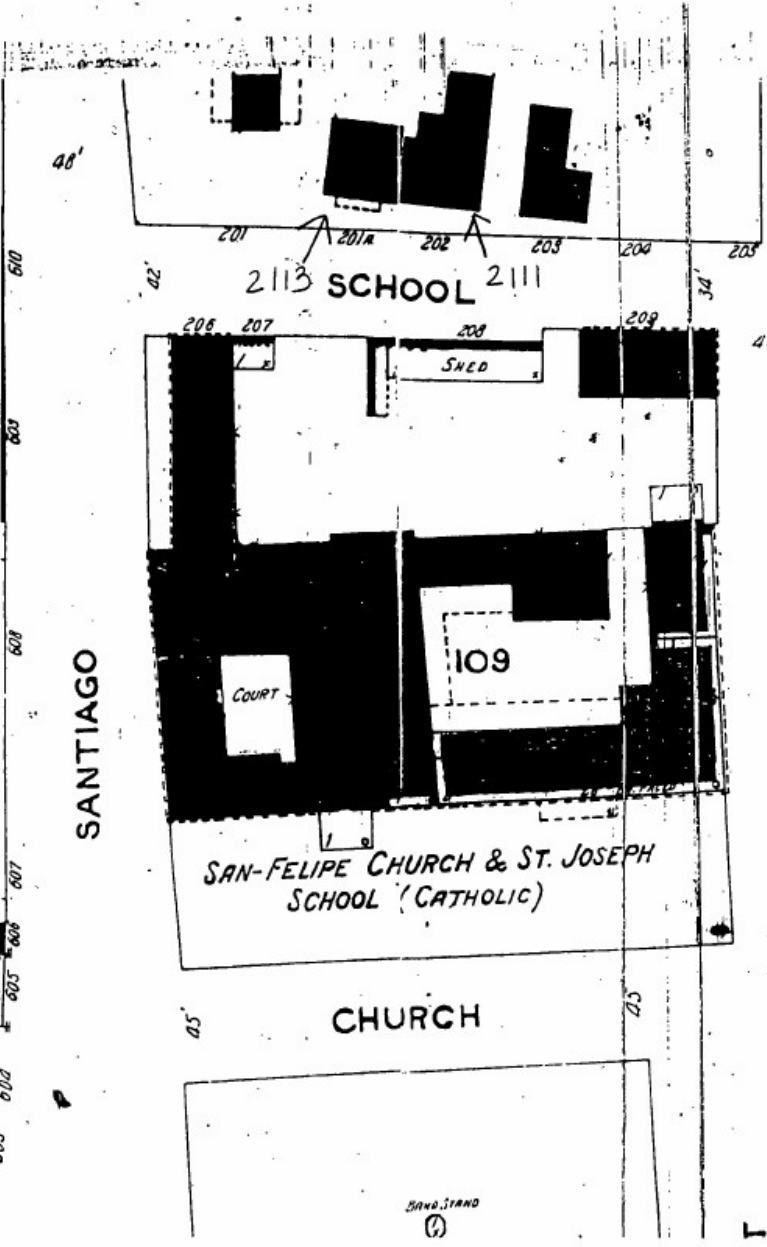 48'
201
201A
202
203
204
205
2113
SCHOOL
2111
610
42'
34'
206
207
208
209
4
SHED
x
x
603
608
109
COURT
SANTIAGO
SAN-FELIPE CHURCH & ST. JOSEPH
SCHOOL (CATHOLIC)
607
606
605
45'
CHURCH
45'
604
BAND STAND